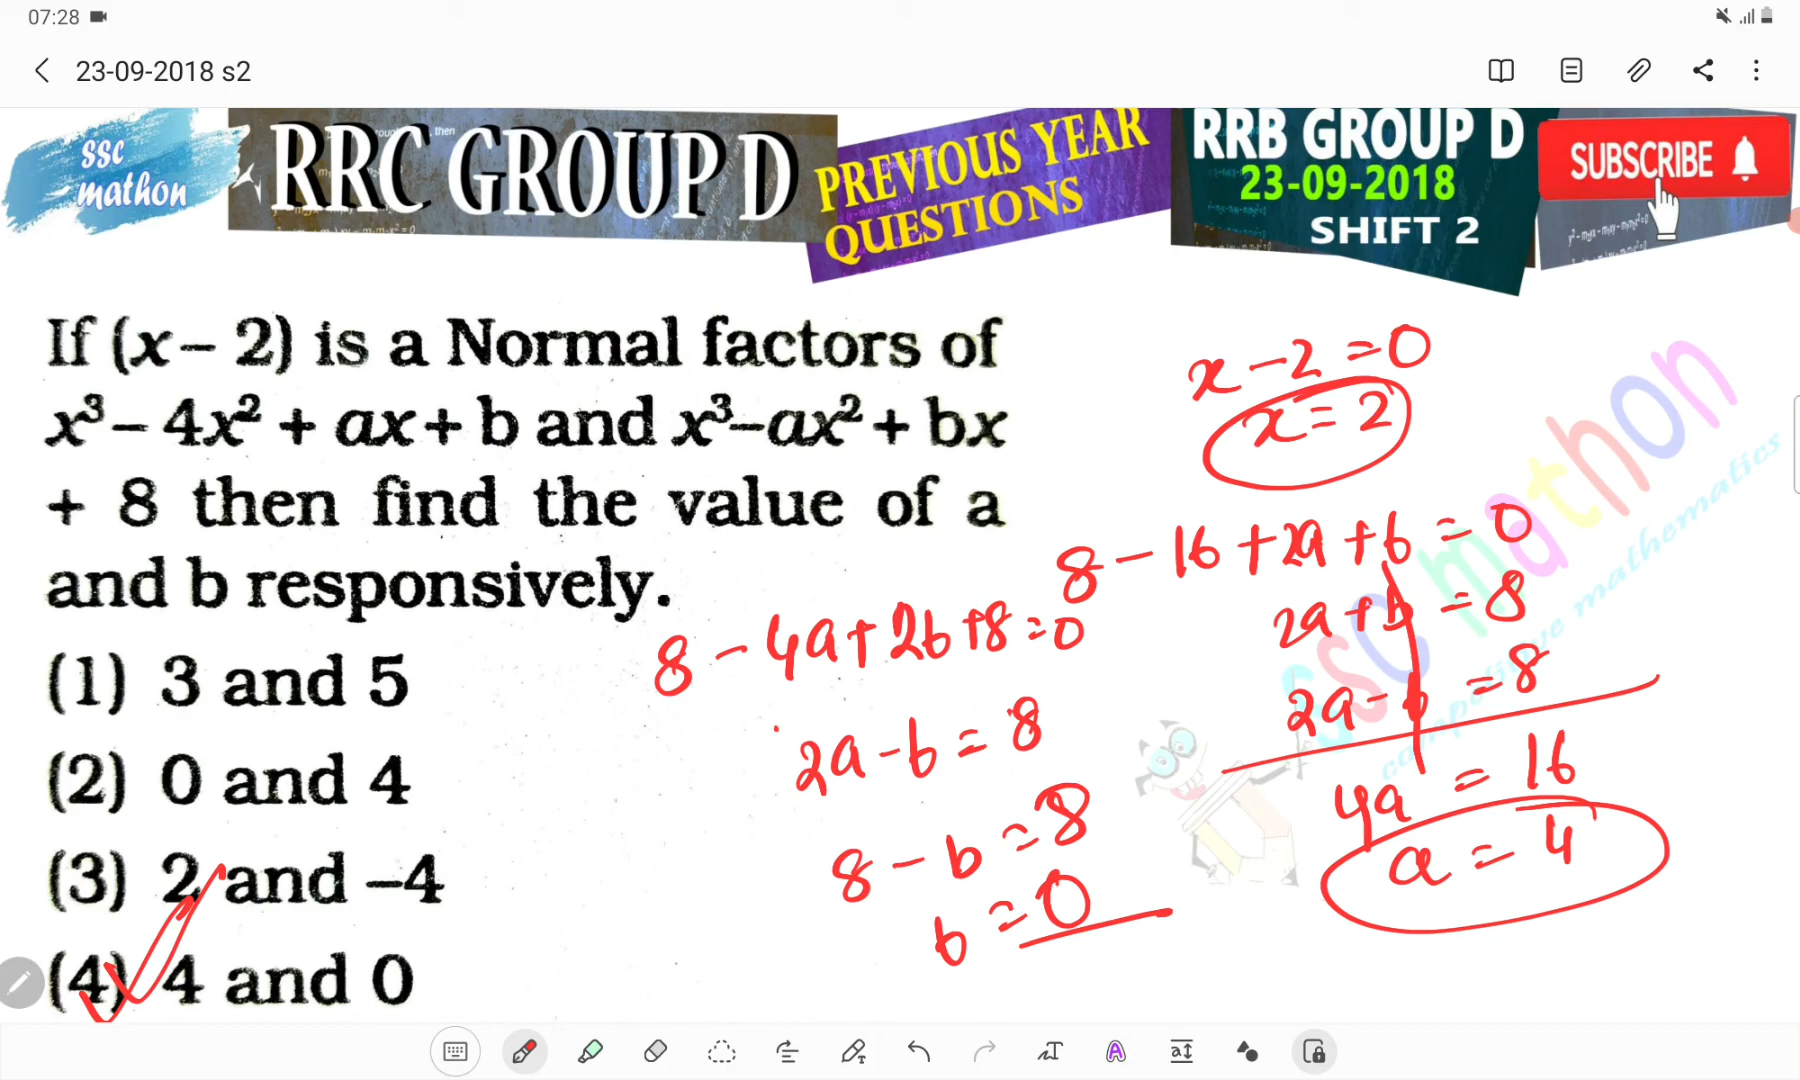 07:28
23-09-2018 s2
ssc
mathon
RRC GROUP D
PREVIOUS YEAR
QUESTIONS
RRB GROUP D
23-09-2018
SHIFT 2
SUBSCRIBE
If (x – 2) is a Normal factors of
x³ – 4x² + ax + b and x³–ax² + bx
+ 8 then find the value of a
and b responsively.
(1) 3 and 5
(2) 0 and 4
(3) 2 and –4
(4) 4 and 0
8 – 4a + 2b + 8 = 0
2a – b = 8
8 – b = 8
b = 0
x – 2 = 0
x = 2
8 – 16 + 2a + b = 0
2a + b = 8
2a – b = 8
4a = 16
a = 4
ssc mathon